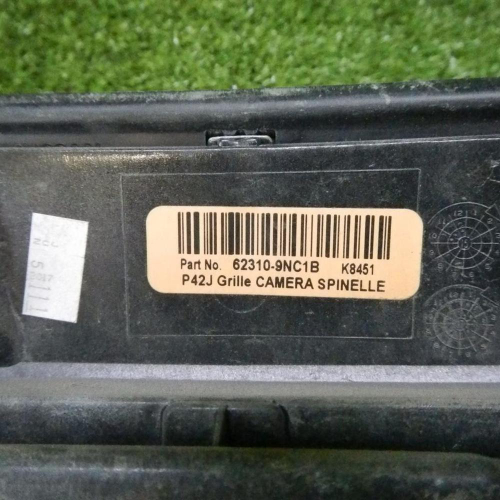 Part No. 62310-9NC1B K8451
P42J Grille CAMERA SPINELLE